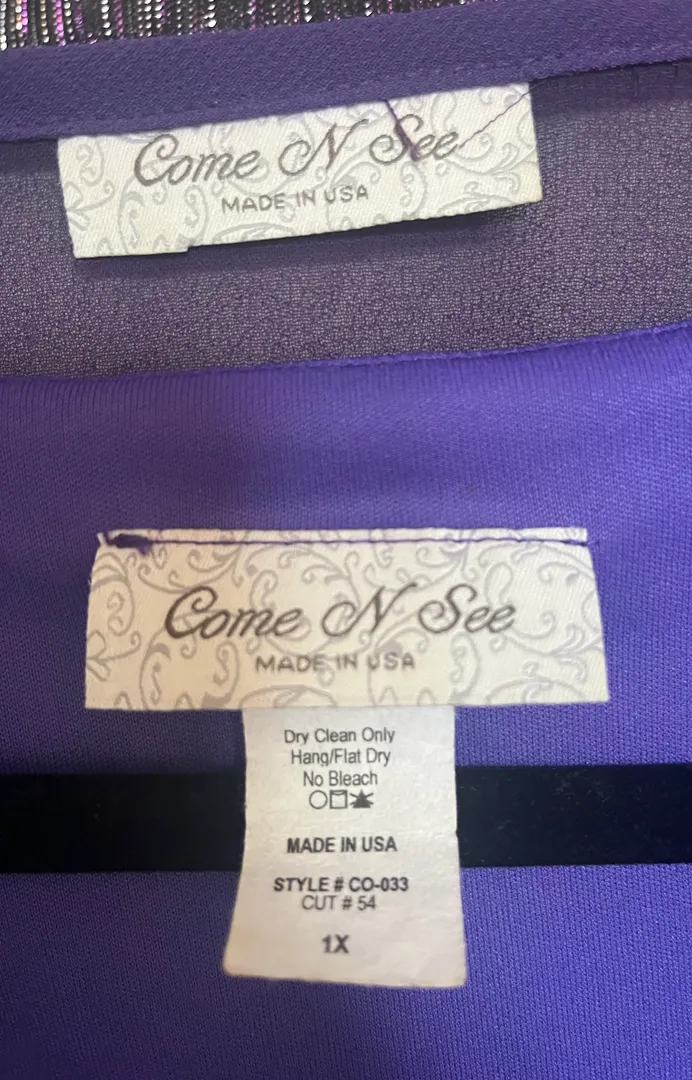 Come N See
MADE IN USA
Come N See
MADE IN USA
Dry Clean Only
Hang/Flat Dry
No Bleach
MADE IN USA
STYLE # CO-033
CUT # 54
1X